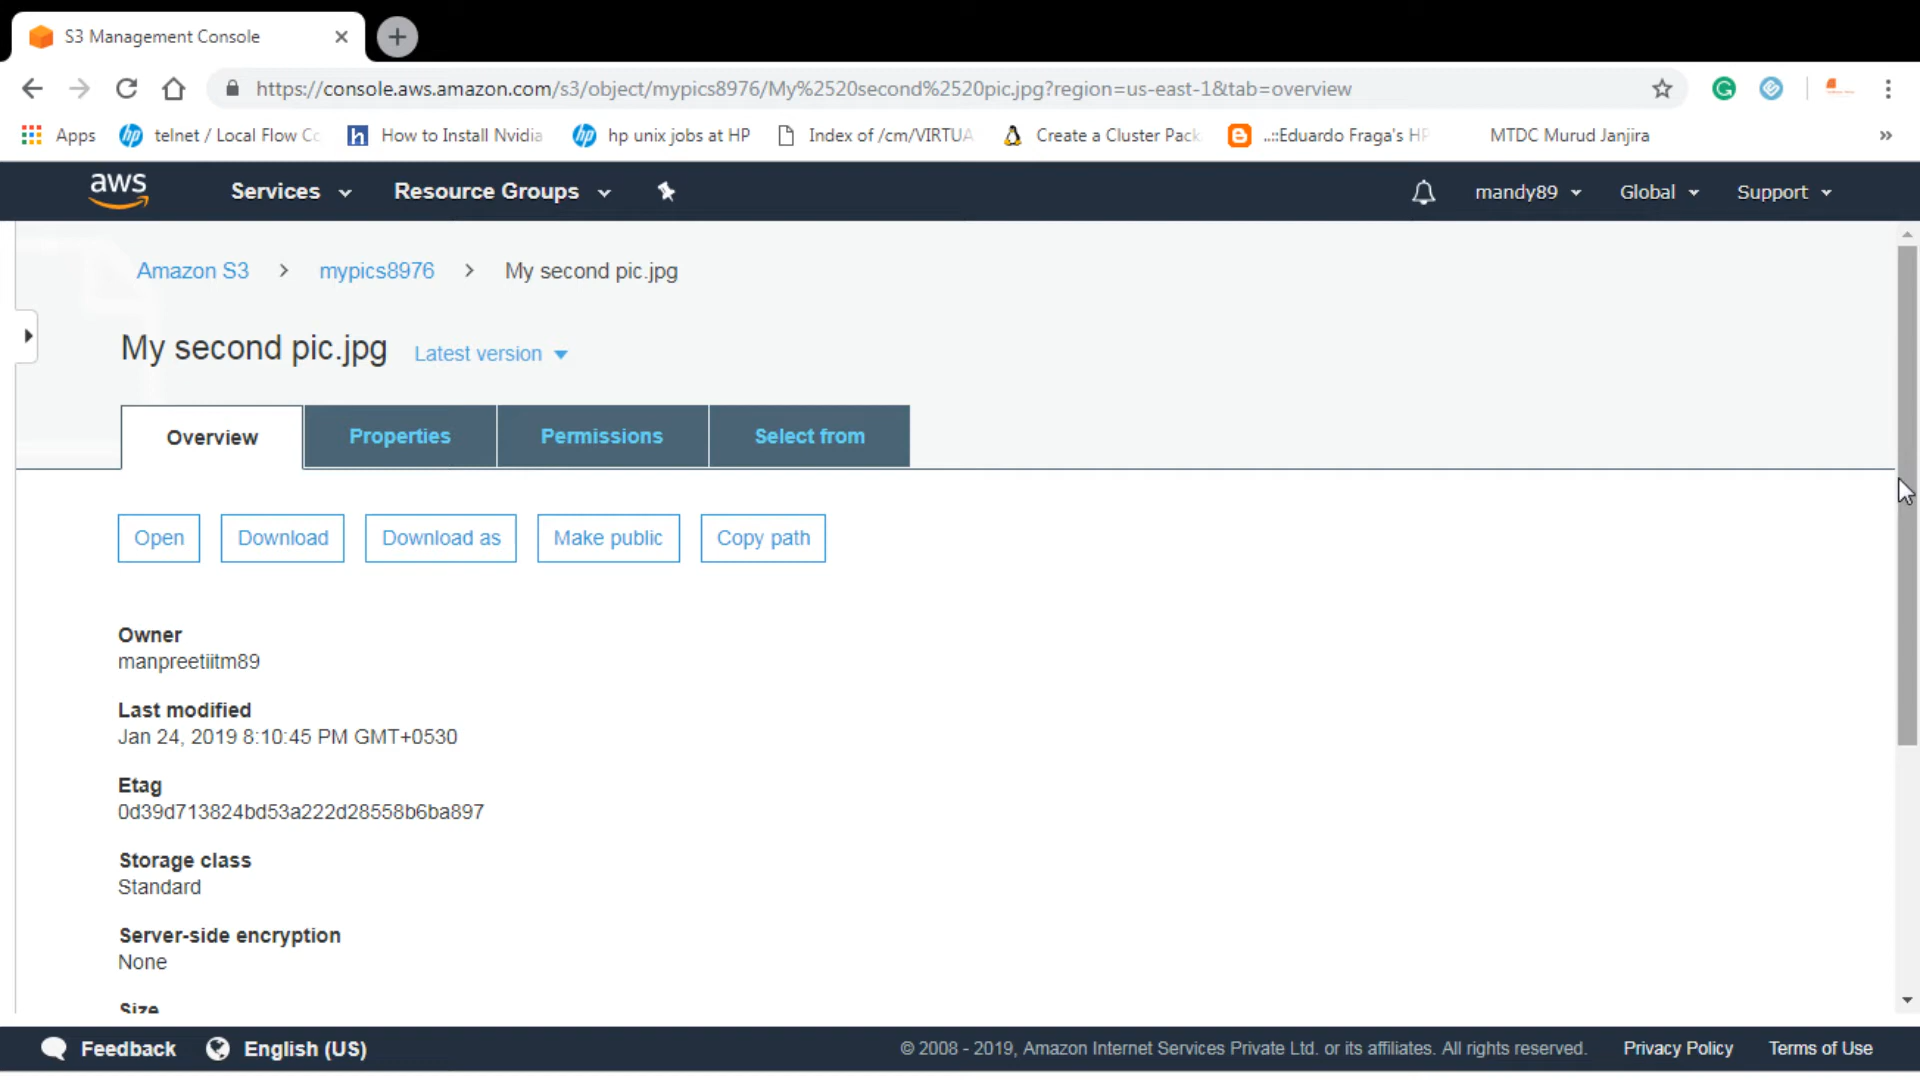 S3 Management Console
https://console.aws.amazon.com/s3/object/mypics8976/My%2520second%2520pic.jpg?region=us-east-1&tab=overview
Apps telnet / Local Flow Co How to Install Nvidia hp unix jobs at HP Index of /cm/VIRTUA Create a Cluster Pack ..::Eduardo Fraga's HP MTDC Murud Janjira
aws Services Resource Groups mandy89 Global Support
Amazon S3 > mypics8976 > My second pic.jpg
My second pic.jpg Latest version
Overview Properties Permissions Select from
Open Download Download as Make public Copy path
Owner
manpreetiitm89
Last modified
Jan 24, 2019 8:10:45 PM GMT+0530
Etag
0d39d713824bd53a222d28558b6ba897
Storage class
Standard
Server-side encryption
None
Size
Feedback English (US) © 2008 - 2019, Amazon Internet Services Private Ltd. or its affiliates. All rights reserved. Privacy Policy Terms of Use